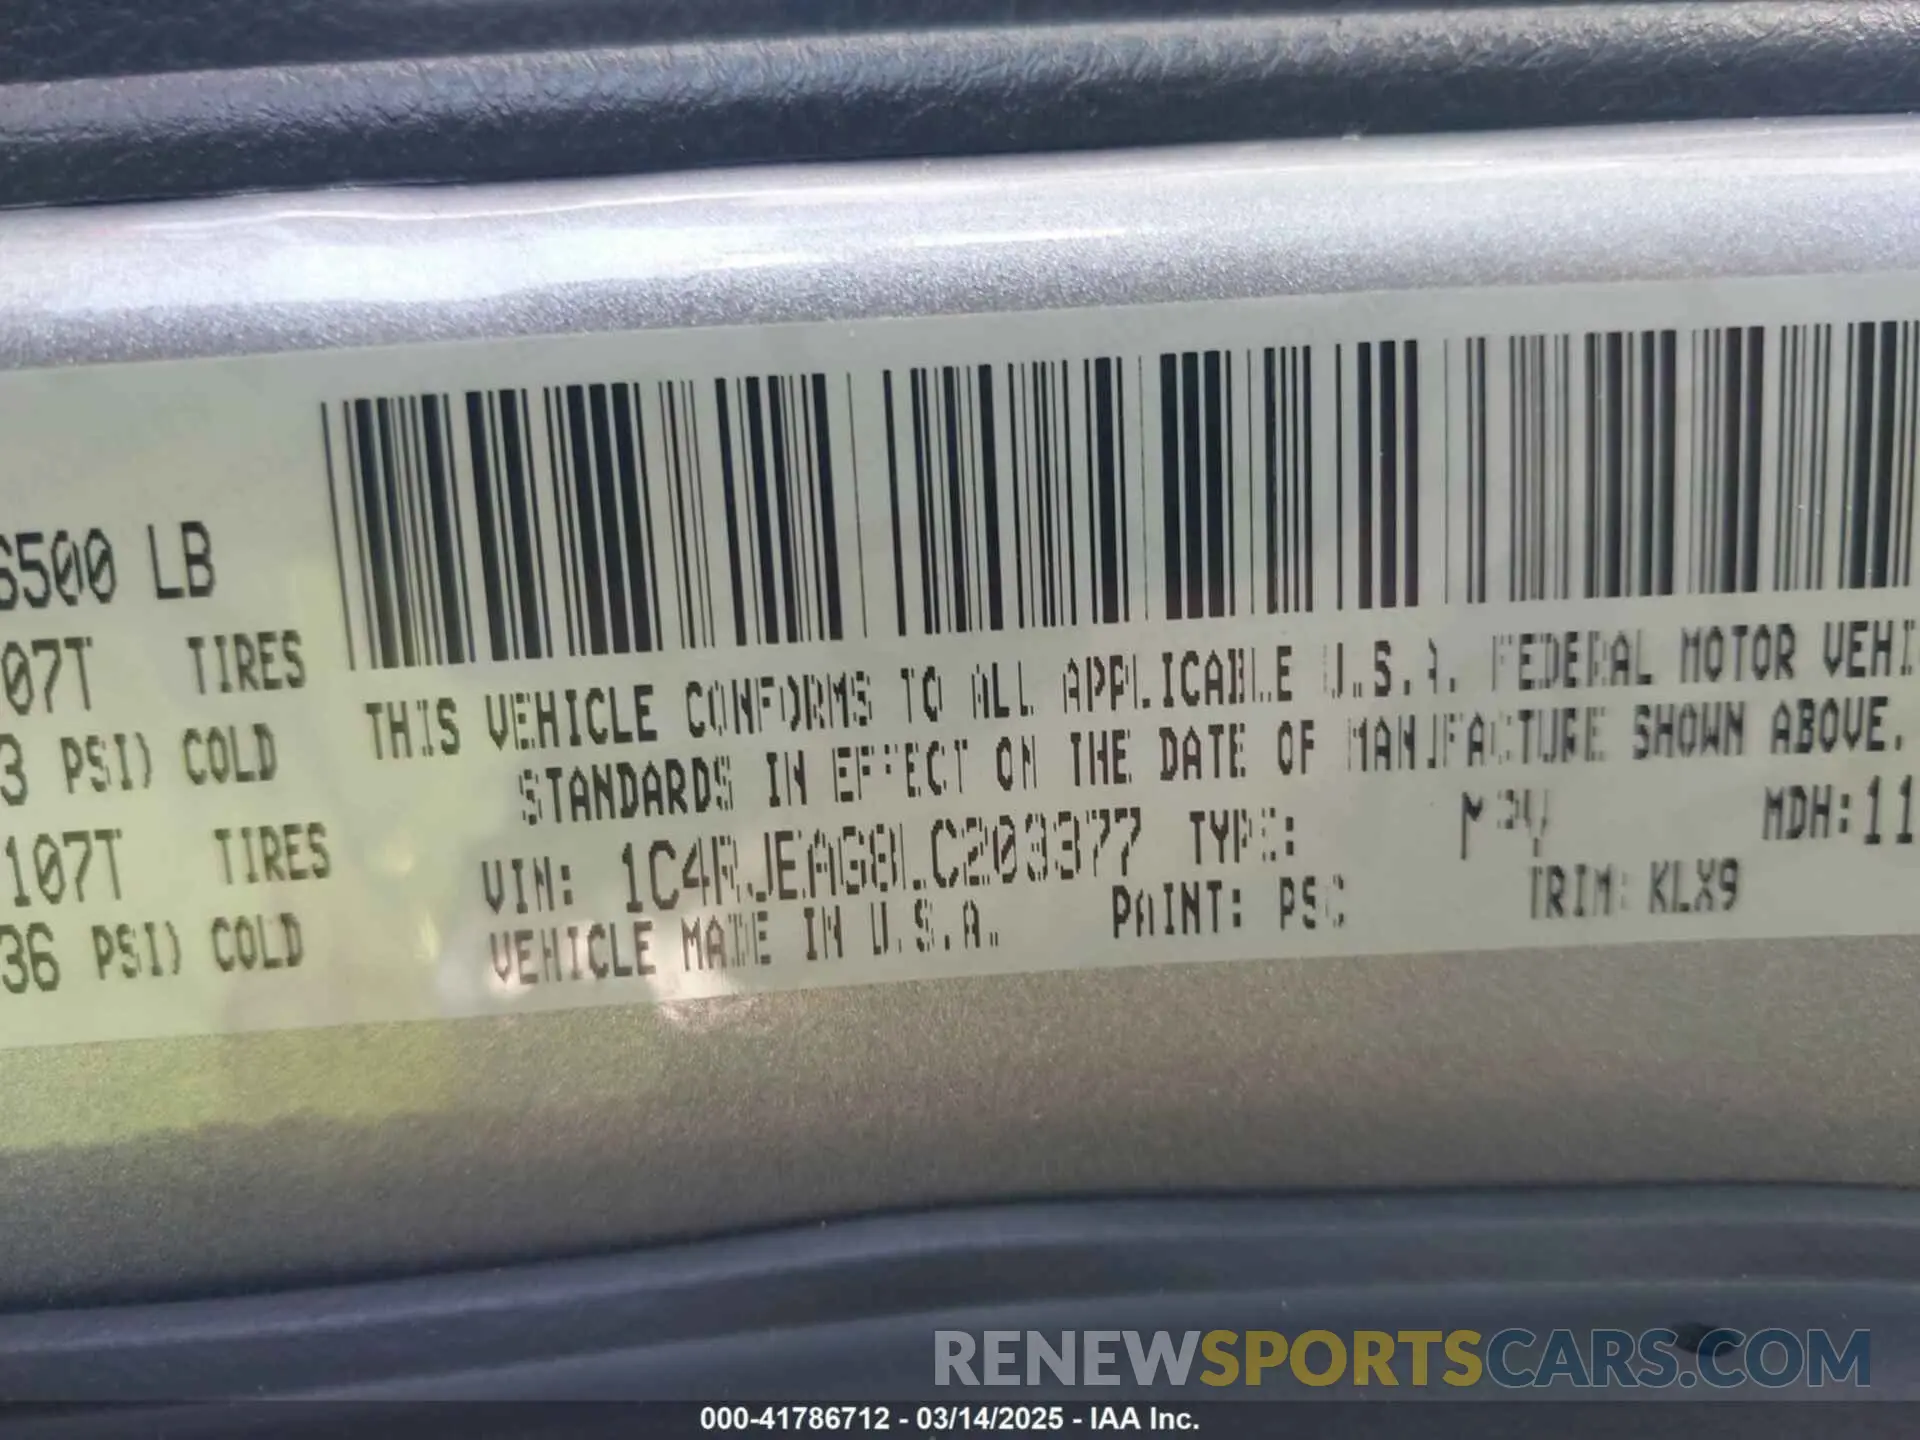 6500 LB
07T TIRES
3 PSI) COLD
107T TIRES
36 PSI) COLD
THIS VEHICLE CONFORMS TO ALL APPLICABLE U.S.A. FEDERAL MOTOR VEHI
STANDARDS IN EFFECT ON THE DATE OF MANUFACTURE SHOWN ABOVE.
VIN: 1C4RJEAG8LC203377 TYPE: MPV MDH: 11
VEHICLE MADE IN U.S.A. PAINT: PSC TRIM: KLX9
RENEWSPORTSCARS.COM
000-41786712 - 03/14/2025 - IAA Inc.